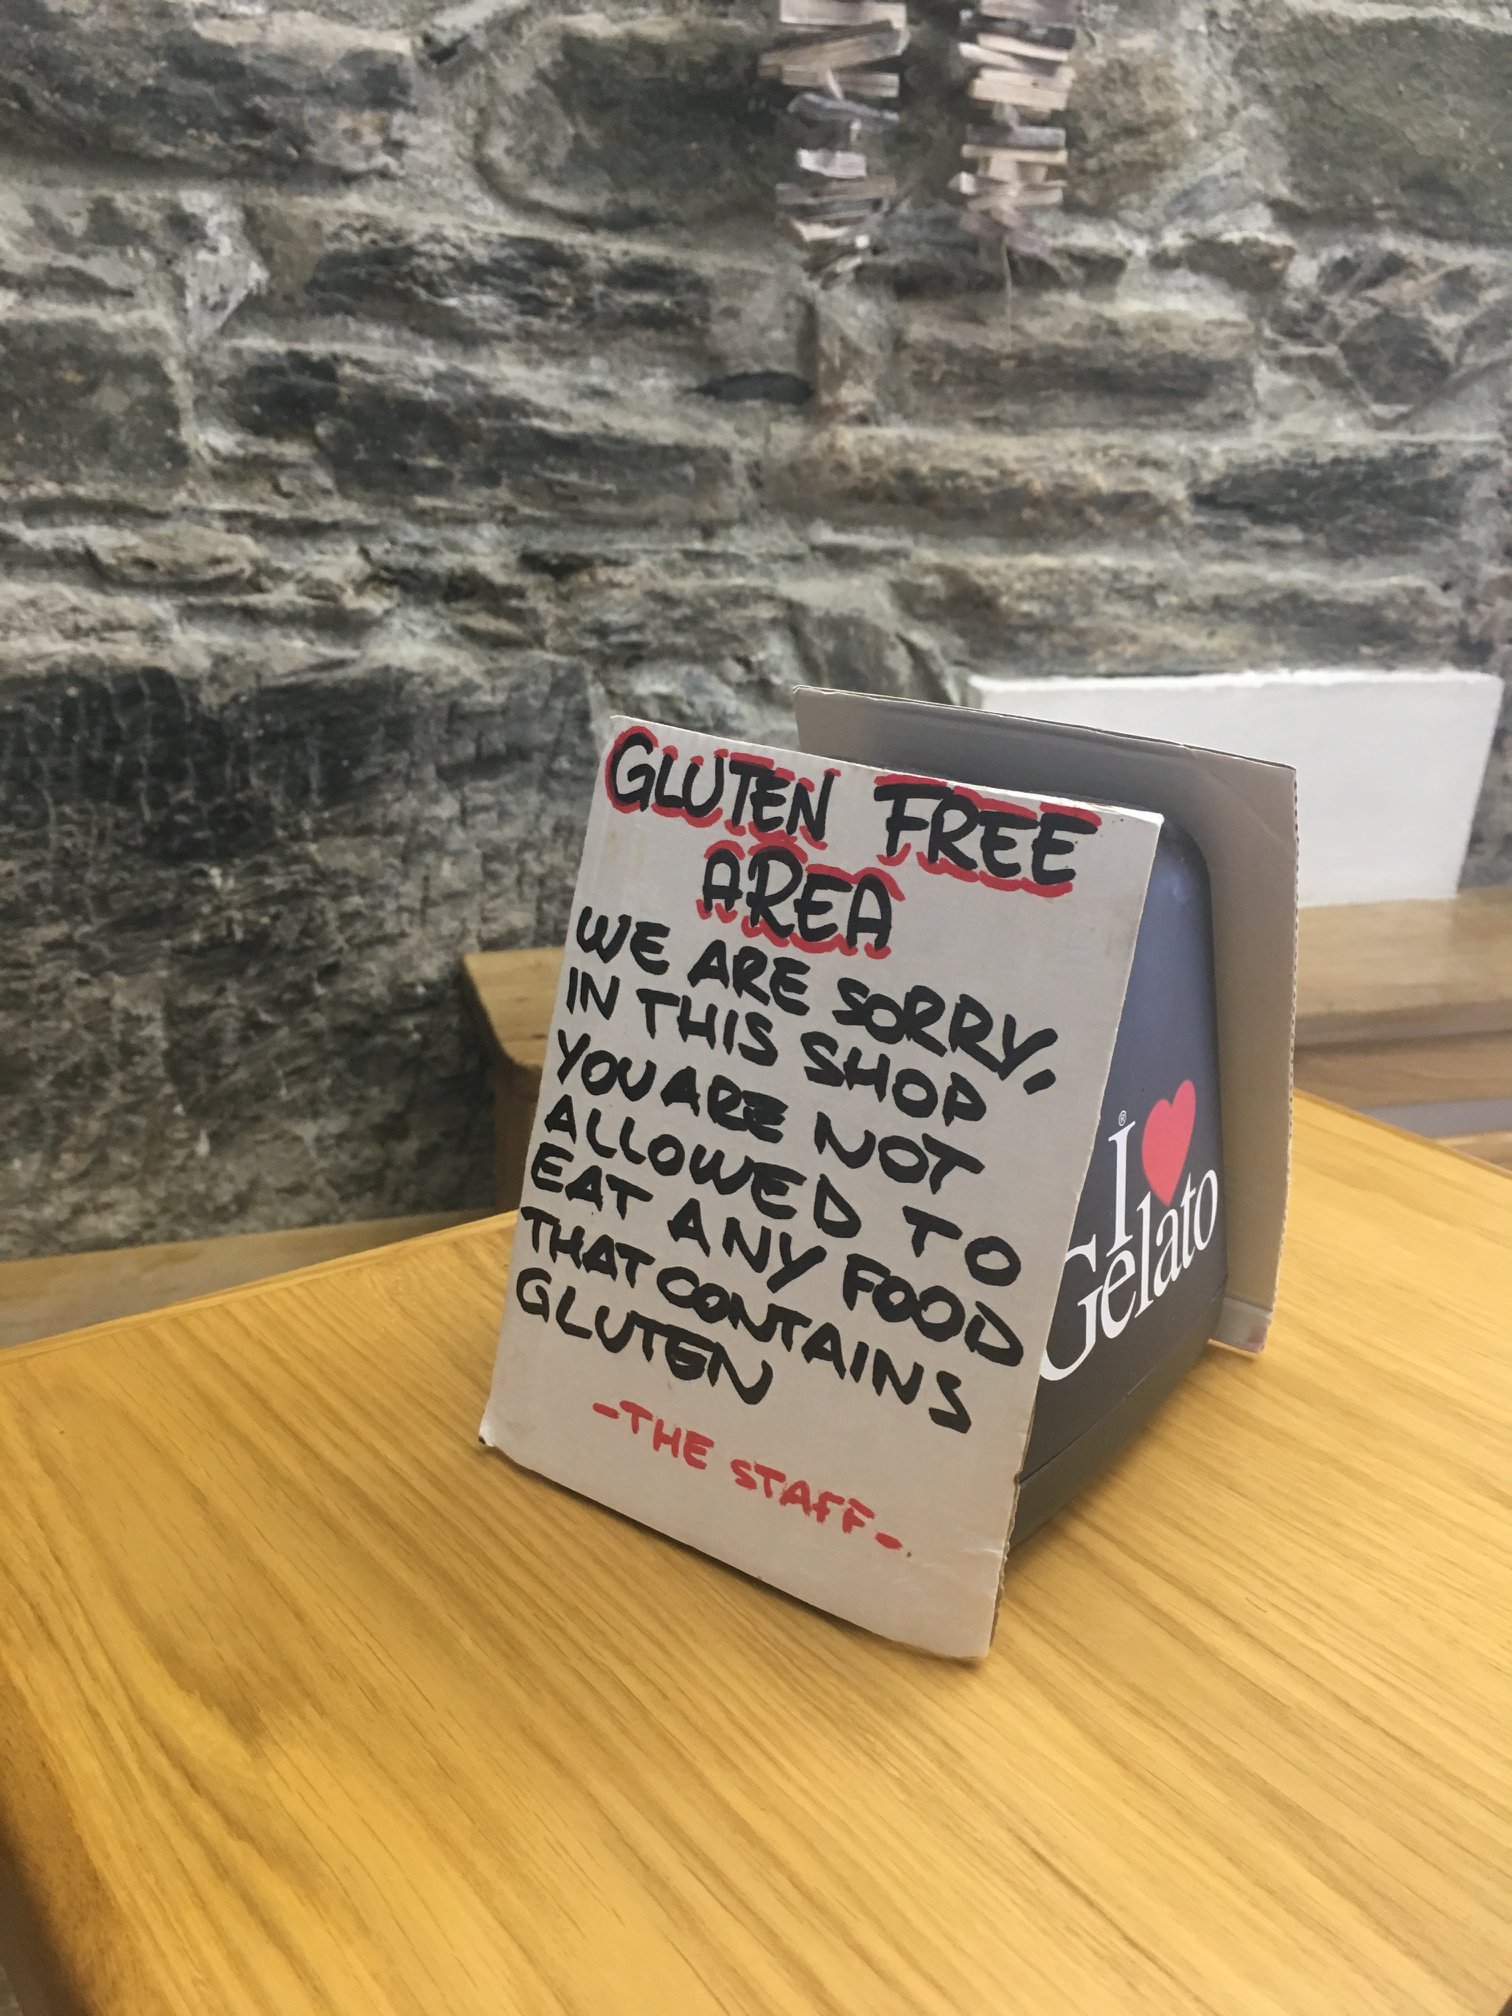 GLUTEN FREE
AREA
WE ARE SORRY,
IN THIS SHOP
YOU ARE NOT
ALLOWED TO
EAT ANY FOOD
THAT CONTAINS
GLUTEN
-THE STAFF-
I ♥
Gelato
®